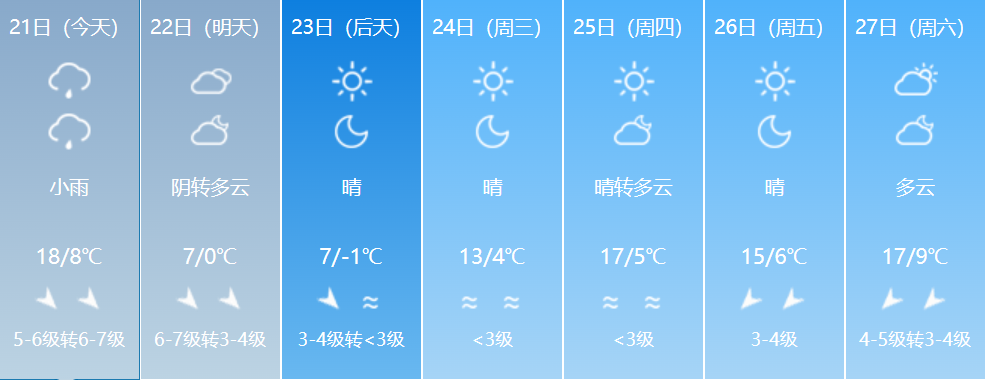 21日（今天）
22日（明天）
23日（后天）
24日（周三）
25日（周四）
26日（周五）
27日（周六）
小雨
阴转多云
晴
晴
晴转多云
晴
多云
18/8℃
7/0℃
7/-1℃
13/4℃
17/5℃
15/6℃
17/9℃
5-6级转6-7级
6-7级转3-4级
3-4级转<3级
<3级
<3级
3-4级
4-5级转3-4级